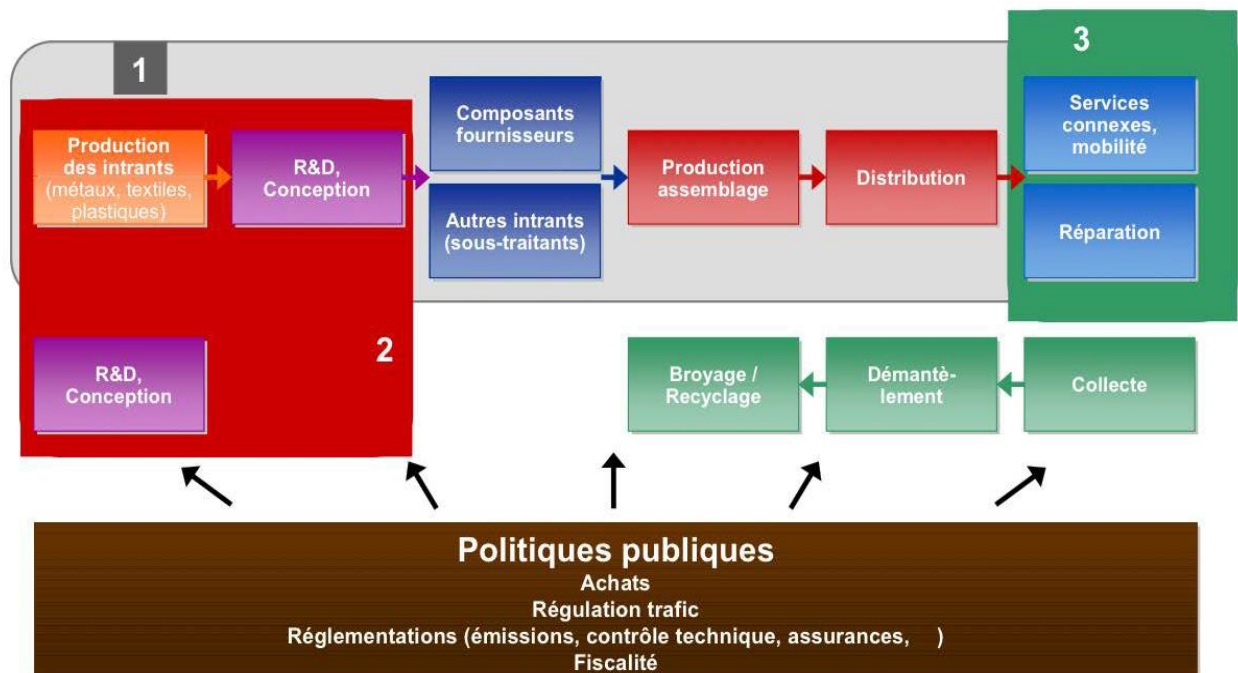 1
3
Production
des intrants
(métaux, textiles,
plastiques)
R&D,
Conception
Composants
fournisseurs
Autres intrants
(sous-traitants)
Production
assemblage
Distribution
Services
connexes,
mobilité
Réparation
2
R&D,
Conception
Broyage /
Recyclage
Démantè-
lement
Collecte
Politiques publiques
Achats
Régulation trafic
Réglementations (émissions, contrôle technique, assurances, )
Fiscalité